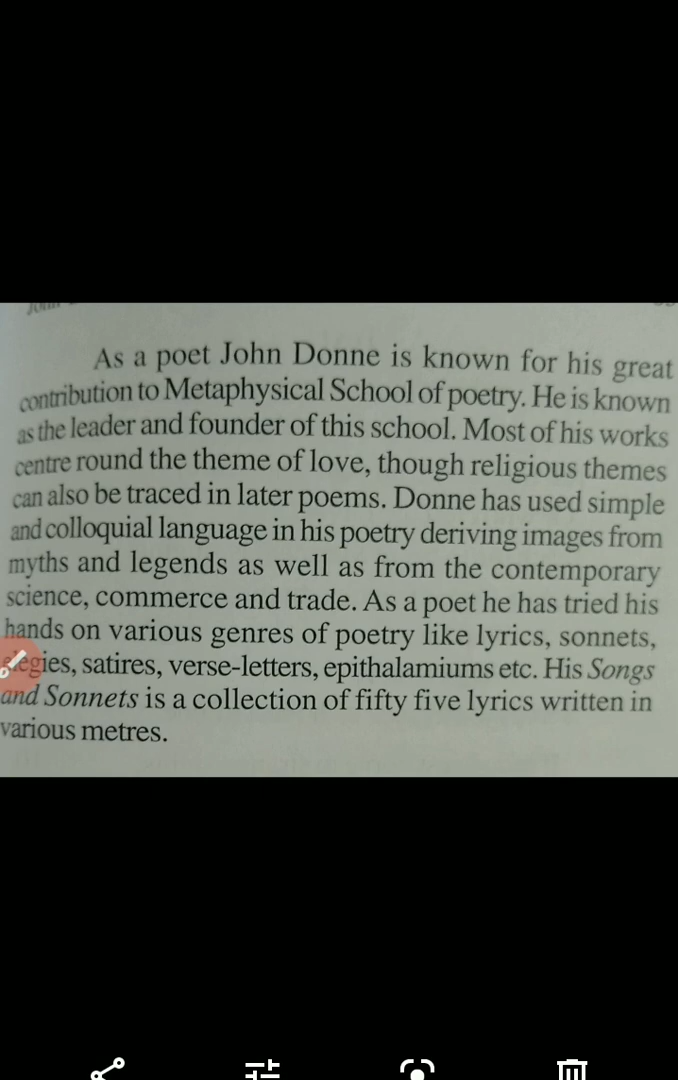 As a poet John Donne is known for his great
contribution to Metaphysical School of poetry. He is known
as the leader and founder of this school. Most of his works
centre round the theme of love, though religious themes
can also be traced in later poems. Donne has used simple
and colloquial language in his poetry deriving images from
myths and legends as well as from the contemporary
science, commerce and trade. As a poet he has tried his
hands on various genres of poetry like lyrics, sonnets,
elegies, satires, verse-letters, epithalamiums etc. His Songs
and Sonnets is a collection of fifty five lyrics written in
various metres.